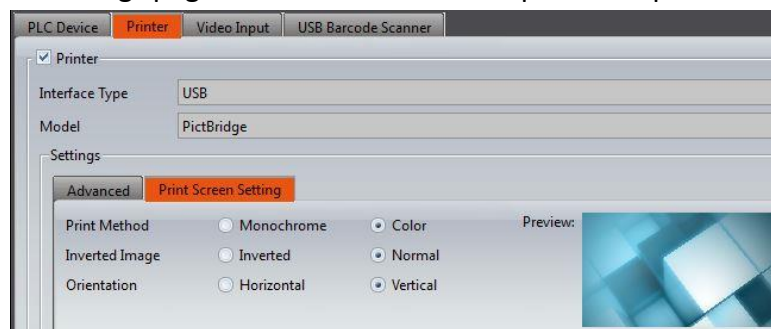 PLC Device Printer Video Input USB Barcode Scanner
Printer
Interface Type USB
Model PictBridge
Settings
Advanced Print Screen Setting
Print Method Monochrome Color Preview:
Inverted Image Inverted Normal
Orientation Horizontal Vertical